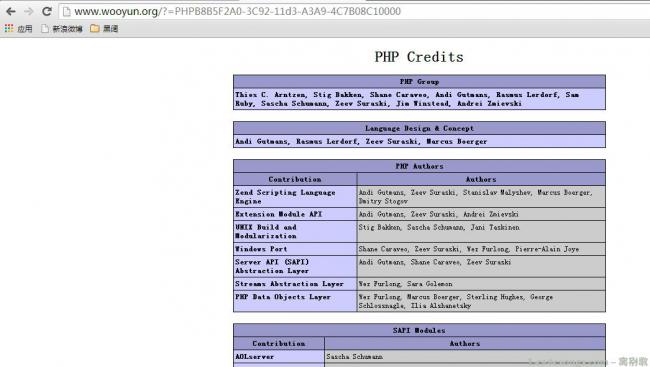 www.wooyun.org/?=PHPB8B5F2A0-3C92-11d3-A3A9-4C7B08C10000
应用 新浪微博 黑阔
PHP Credits
PHP Group
Thies C. Arntzen, Stig Bakken, Shane Caraveo, Andi Gutmans, Rasmus Lerdorf, Sam
Ruby, Sascha Schumann, Zeev Suraski, Jim Winstead, Andrei Zmievski
Language Design & Concept
Andi Gutmans, Rasmus Lerdorf, Zeev Suraski, Marcus Boerger
PHP Authors
Contribution Authors
Zend Scripting Language Andi Gutmans, Zeev Suraski, Stanislav Malyshev, Marcus Boerger,
Engine Dmitry Stogov
Extension Module API Andi Gutmans, Zeev Suraski, Andrei Zmievski
UNIX Build and Stig Bakken, Sascha Schumann, Jani Taskinen
Modularization
Windows Port Shane Caraveo, Zeev Suraski, Wez Furlong, Pierre-Alain Joye
Server API (SAPI) Andi Gutmans, Shane Caraveo, Zeev Suraski
Abstraction Layer
Streams Abstraction Layer Wez Furlong, Sara Golemon
PHP Data Objects Layer Wez Furlong, Marcus Boerger, Sterling Hughes, George
Schlossnagle, Ilia Alshanetsky
SAPI Modules
Contribution Authors
AOLserver Sascha Schumann